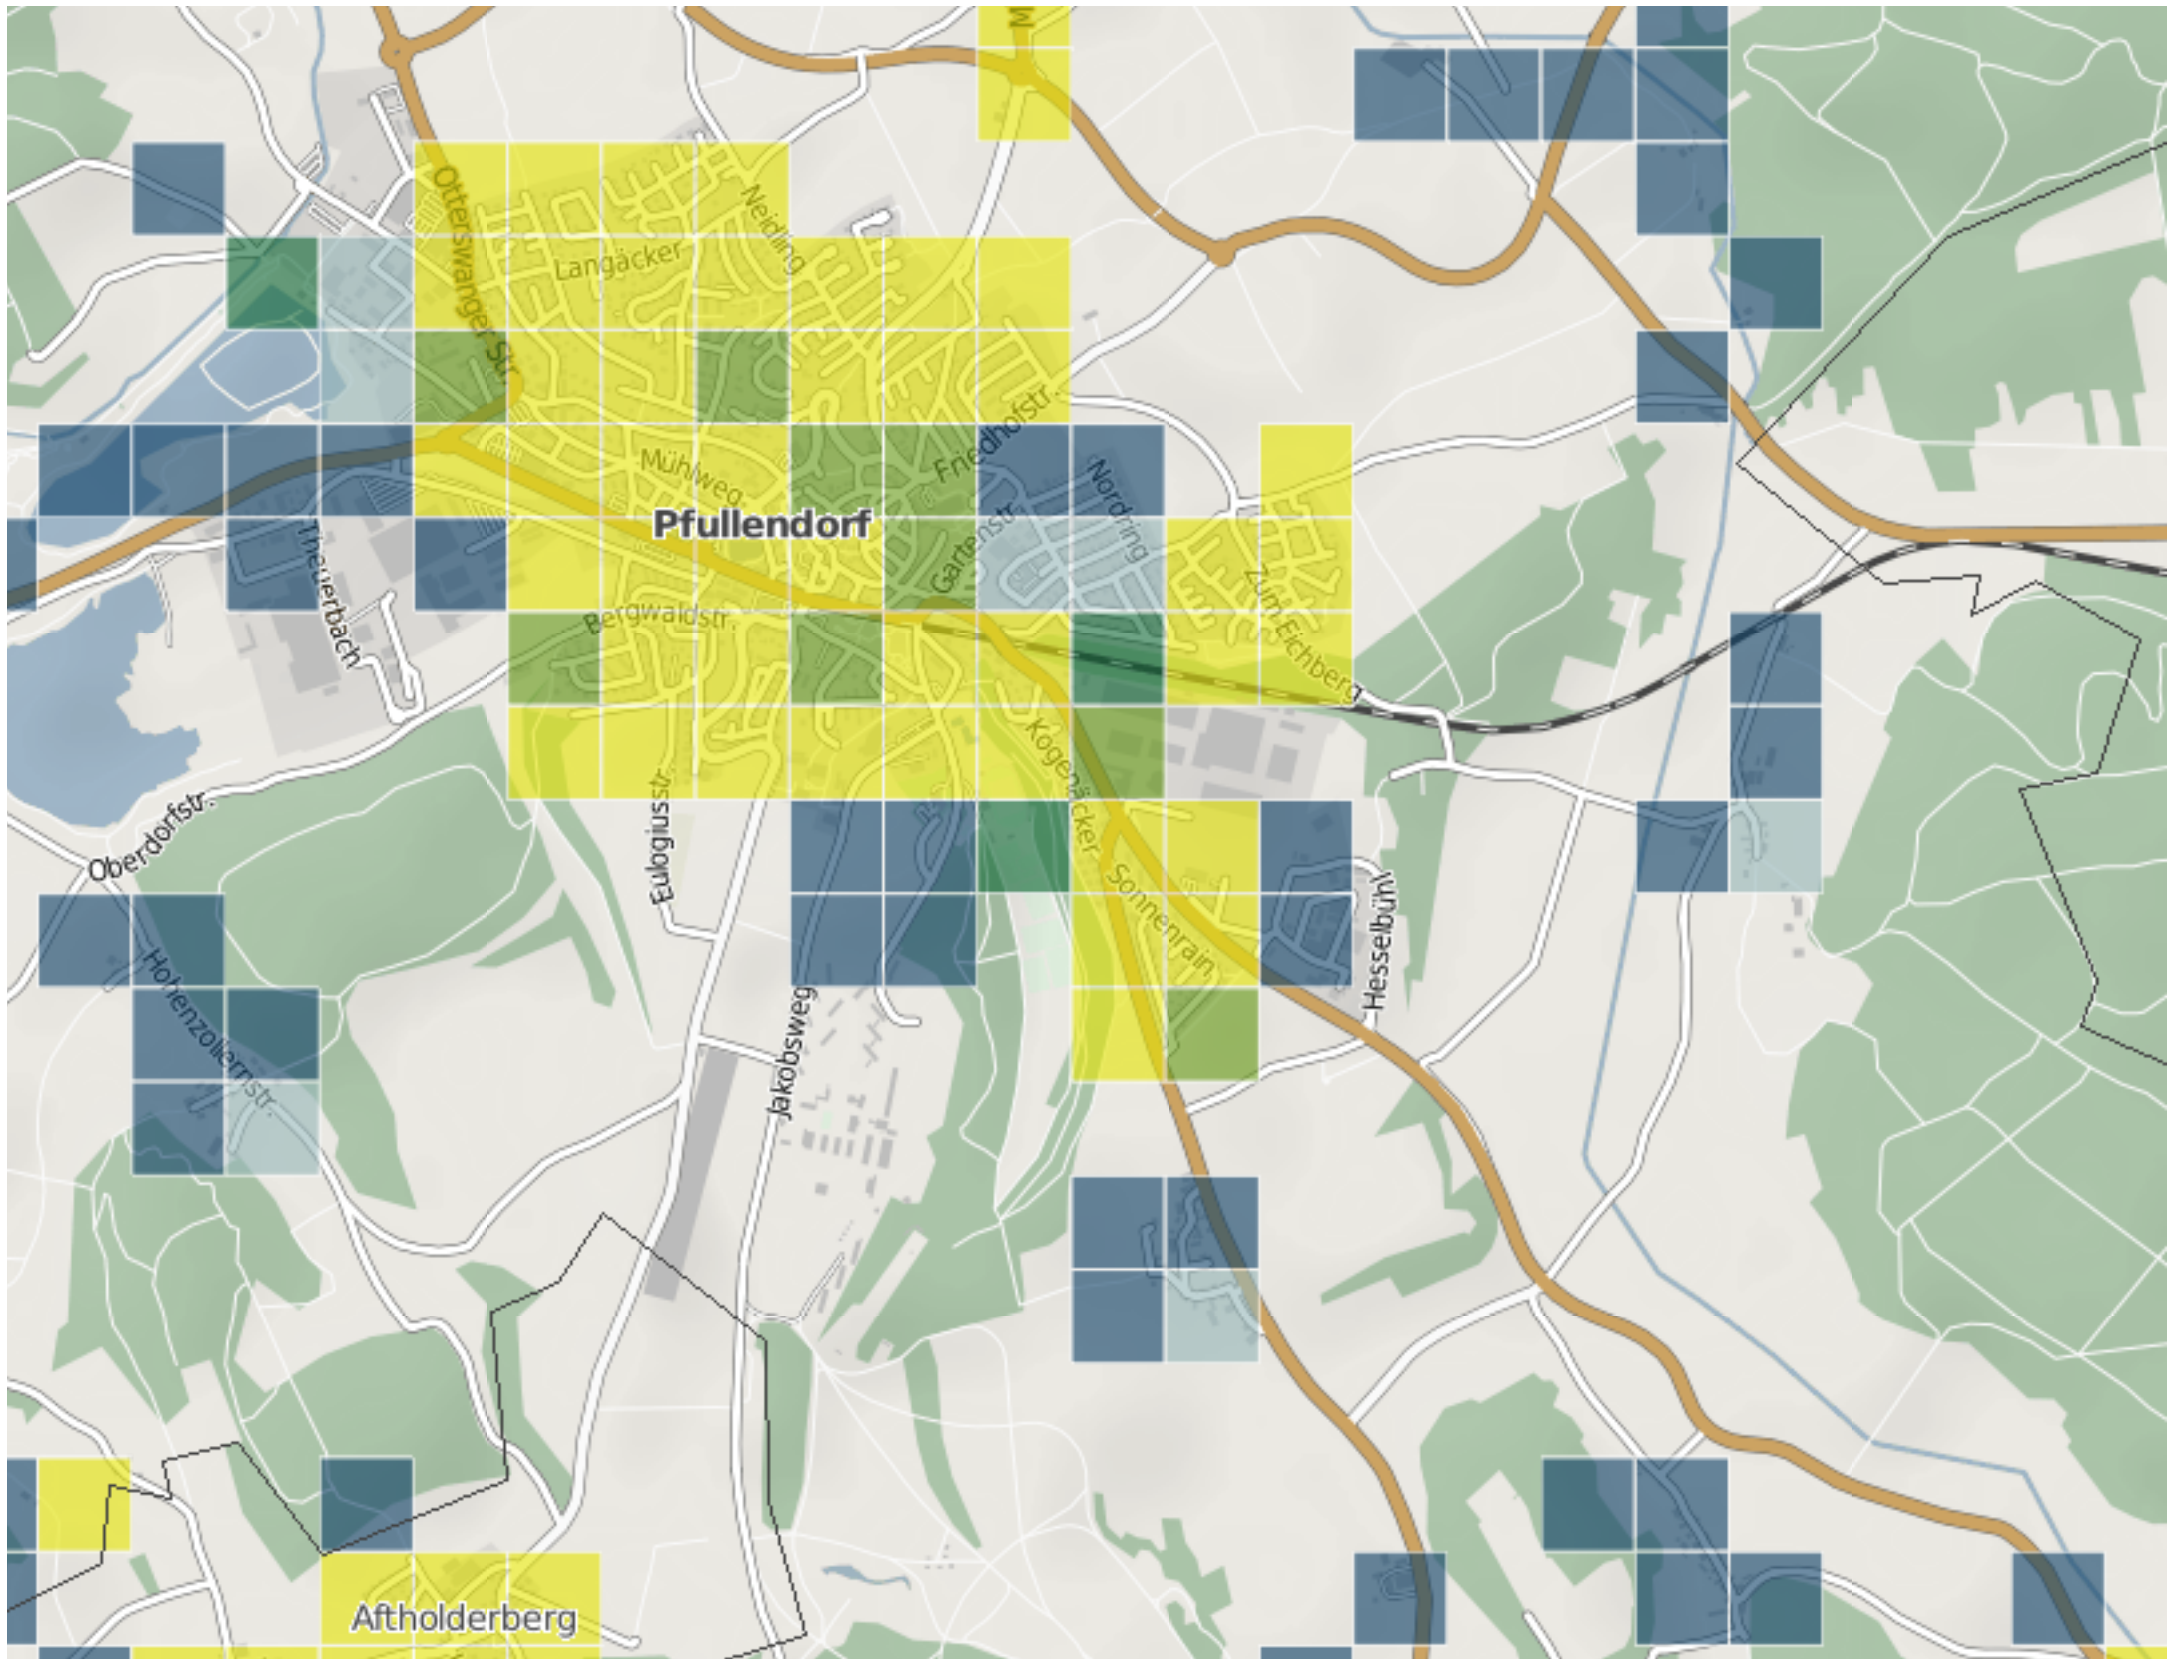 Otterswanger Str.
Neidling
Langäcker
Friedhofstr.
Mühlweg
Nordring
Pfullendorf
Gartenstr.
Theuerbach
Zum Eichberg
Bergwaldstr.
Kogenäcker
Oberdorfstr.
Eulogiusstr.
Sonnenrain
Hesselbühl
Hohenzollernstr.
Jakobsweg
Aftholderberg